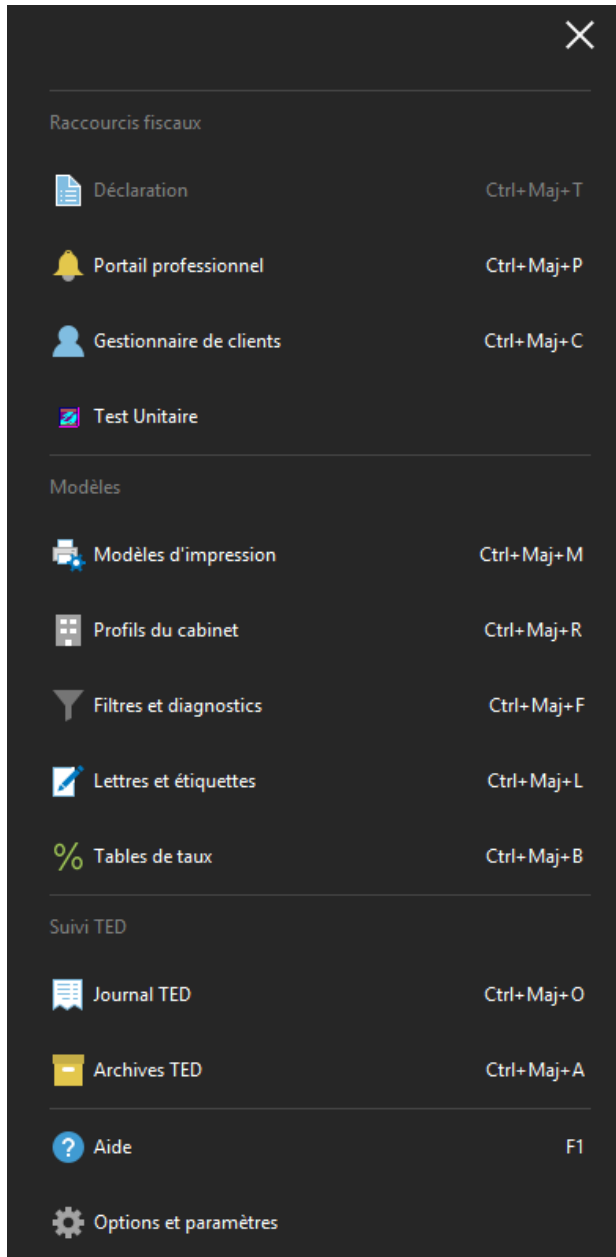 Raccourcis fiscaux
Déclaration Ctrl+Maj+T
Portail professionnel Ctrl+Maj+P
Gestionnaire de clients Ctrl+Maj+C
Test Unitaire
Modèles
Modèles d'impression Ctrl+Maj+M
Profils du cabinet Ctrl+Maj+R
Filtres et diagnostics Ctrl+Maj+F
Lettres et étiquettes Ctrl+Maj+L
Tables de taux Ctrl+Maj+B
Suivi TED
Journal TED Ctrl+Maj+O
Archives TED Ctrl+Maj+A
Aide F1
Options et paramètres